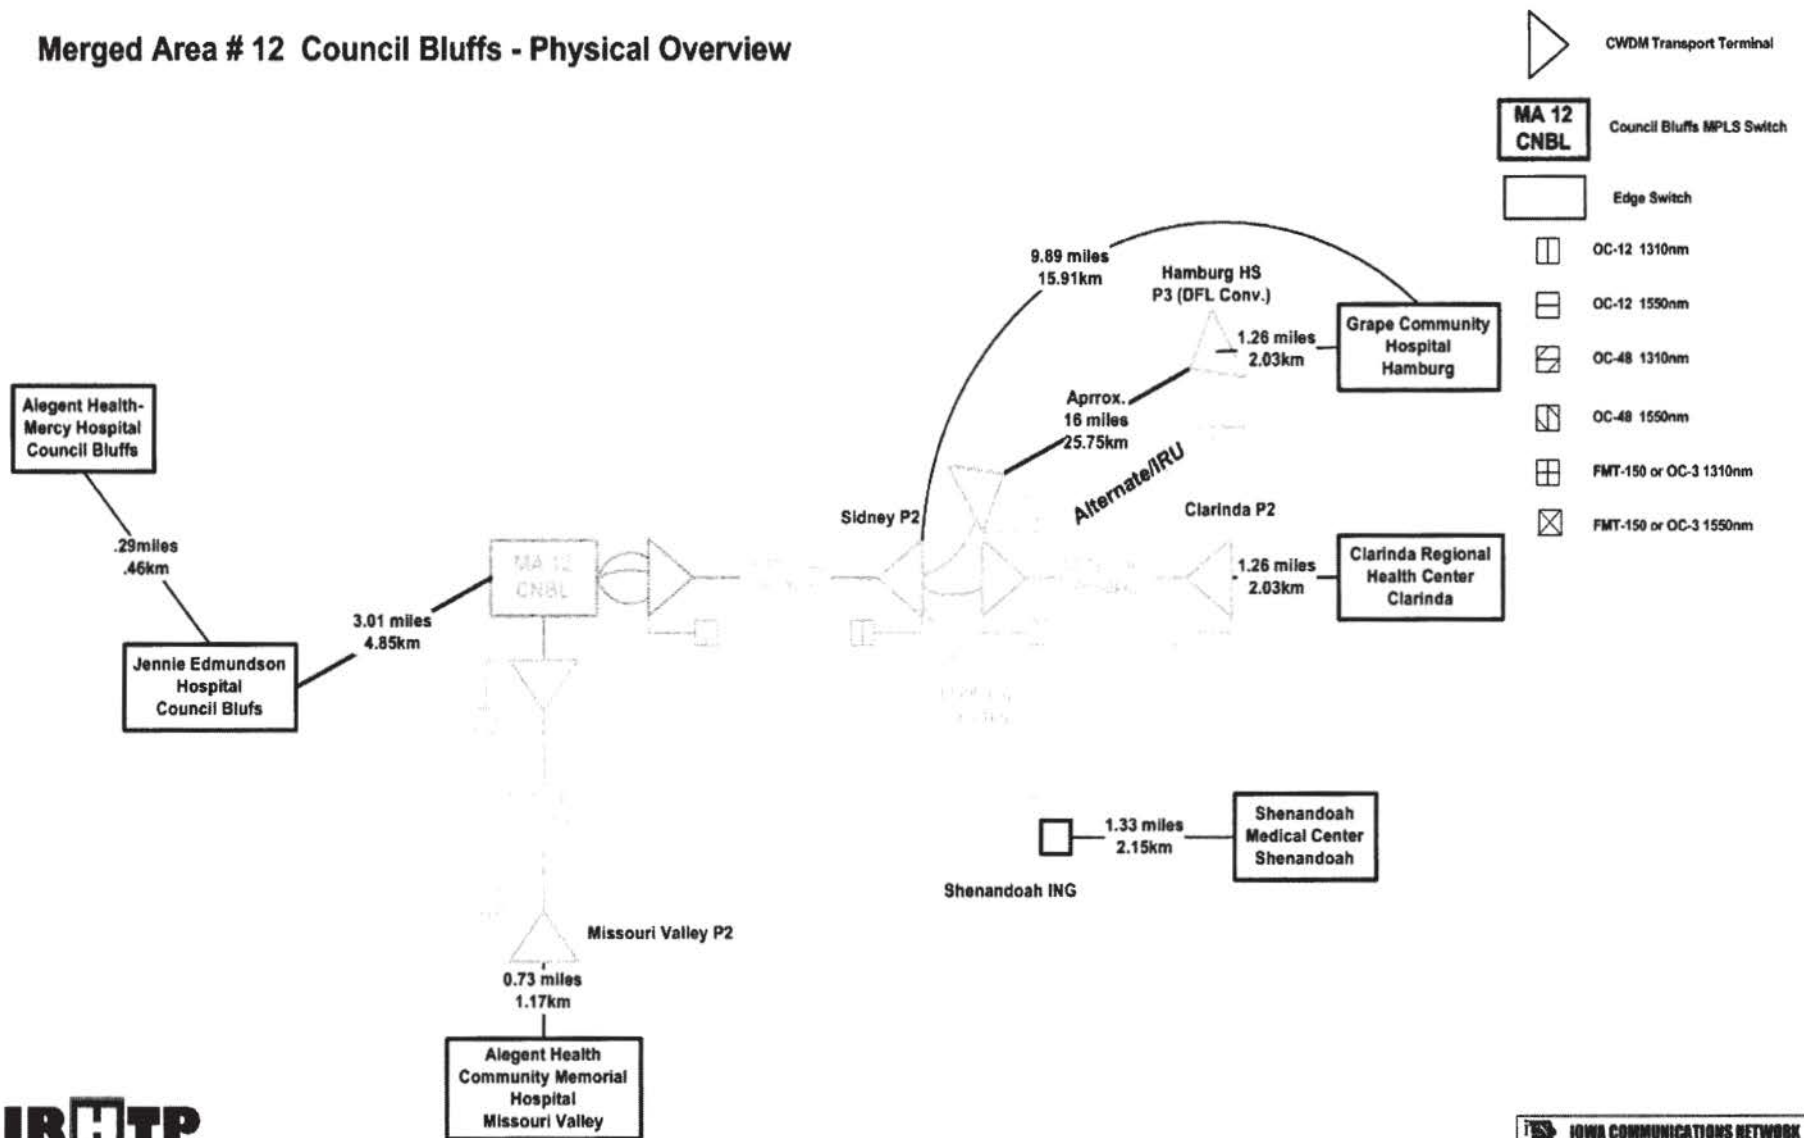 Merged Area # 12 Council Bluffs - Physical Overview
CWDM Transport Terminal
MA 12
CNBL
Council Bluffs MPLS Switch
Edge Switch
OC-12 1310nm
OC-12 1550nm
OC-48 1310nm
OC-48 1550nm
FMT-150 or OC-3 1310nm
FMT-150 or OC-3 1550nm
9.89 miles
15.91km
Hamburg HS
P3 (DFL Conv.)
1.26 miles
2.03km
Grape Community
Hospital
Hamburg
Aprrox.
16 miles
25.75km
Alternate/IRU
Alegent Health-
Mercy Hospital
Council Bluffs
.29miles
.46km
Jennie Edmundson
Hospital
Council Blufs
3.01 miles
4.85km
MA 12
CNBL
Sidney P2
Clarinda P2
1.26 miles
2.03km
Clarinda Regional
Health Center
Clarinda
Shenandoah ING
1.33 miles
2.15km
Shenandoah
Medical Center
Shenandoah
Missouri Valley P2
0.73 miles
1.17km
Alegent Health
Community Memorial
Hospital
Missouri Valley
IRHTP
IOWA COMMUNICATIONS NETWORK